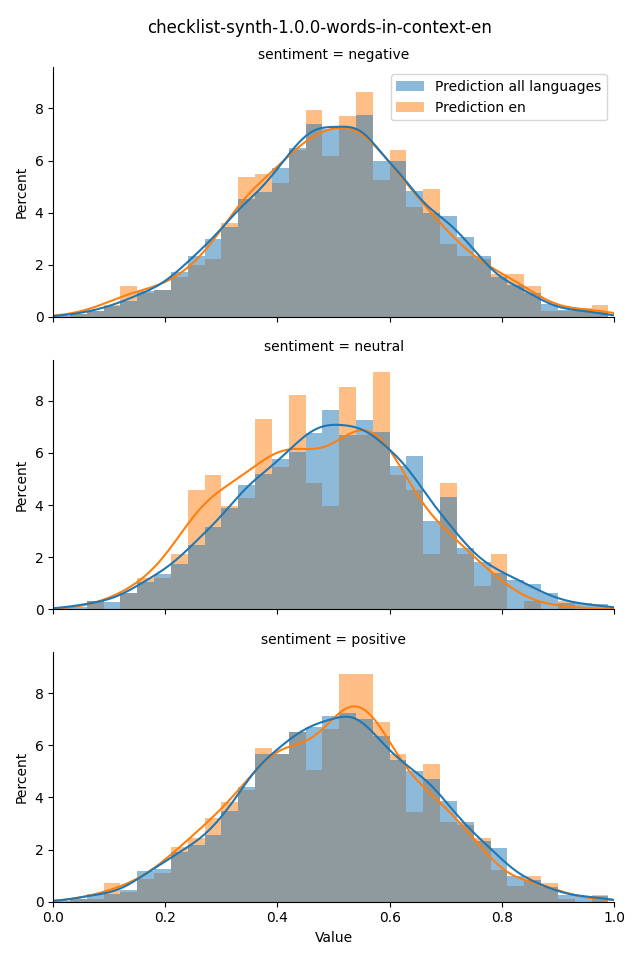 checklist-synth-1.0.0-words-in-context-en
sentiment = negative
Prediction all languages
Prediction en
Percent
8
6
4
2
0
sentiment = neutral
Percent
8
6
4
2
0
sentiment = positive
Percent
8
6
4
2
0
0.0 0.2 0.4 0.6 0.8 1.0
Value